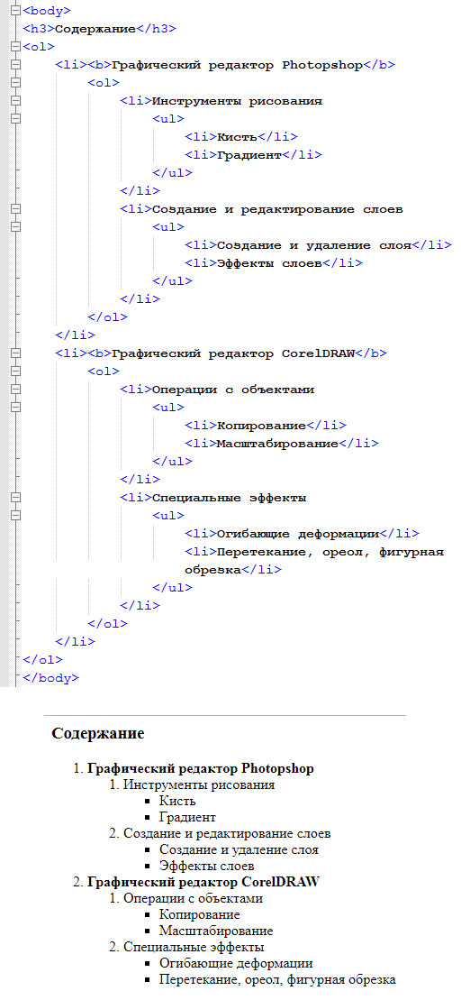 <body>
<h3>Содержание</h3>
<ol>
<li><b>Графический редактор Photopshop</b>
<ol>
<li>Инструменты рисования
<ul>
<li>Кисть</li>
<li>Градиент</li>
</ul>
</li>
<li>Создание и редактирование слоев
<ul>
<li>Создание и удаление слоя</li>
<li>Эффекты слоев</li>
</ul>
</li>
</ol>
</li>
<li><b>Графический редактор CorelDRAW</b>
<ol>
<li>Операции с объектами
<ul>
<li>Копирование</li>
<li>Масштабирование</li>
</ul>
</li>
<li>Специальные эффекты
<ul>
<li>Огибающие деформации</li>
<li>Перетекание, ореол, фигурная
обрезка</li>
</ul>
</li>
</ol>
</li>
</ol>
</body>
Содержание
1. Графический редактор Photopshop
1. Инструменты рисования
▪ Кисть
▪ Градиент
2. Создание и редактирование слоев
▪ Создание и удаление слоя
▪ Эффекты слоев
2. Графический редактор CorelDRAW
1. Операции с объектами
▪ Копирование
▪ Масштабирование
2. Специальные эффекты
▪ Огибающие деформации
▪ Перетекание, ореол, фигурная обрезка